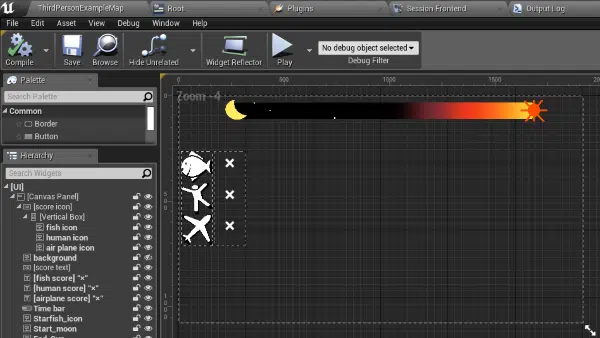 ThirdPersonExampleMap Root Plugins Session Frontend Output Log
File Asset Edit View Debug Window Help
Compile Save Browse Hide Unrelated Widget Reflector Play No debug object selected Debug Filter
Palette
Search Palette
Common
Border
Button
Hierarchy
Search Widgets
[UI]
[Canvas Panel]
[score icon]
[Vertical Box]
fish icon
human icon
air plane icon
background
[score text]
[fish score] "×"
[human score] "×"
[airplane score] "×"
Time bar
Starfish_icon
Start_moon
Zoom -4
0 500 1000 1500
×
×
×